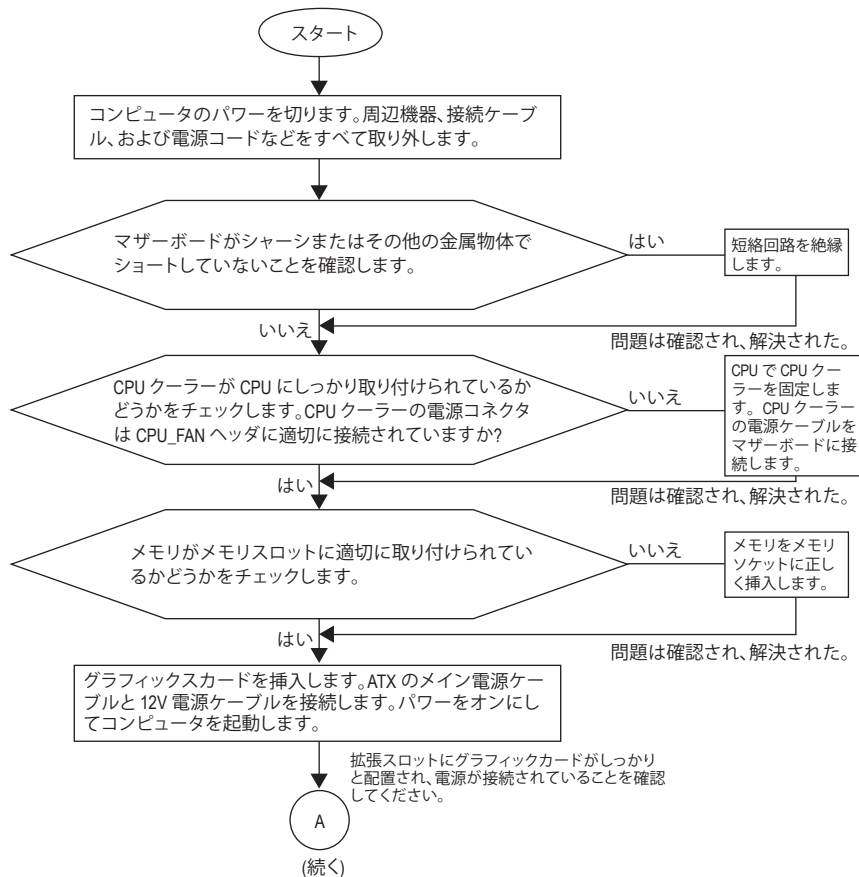 スタート
コンピュータのパワーを切ります。周辺機器、接続ケーブ
ル、および電源コードなどをすべて取り外します。
マザーボードがシャーシまたはその他の金属物体で
ショートしていないことを確認します。
はい
短絡回路を絶縁
します。
いいえ
問題は確認され、解決された。
CPU クーラーが CPU にしっかり取り付けられているか
どうかをチェックします。CPU クーラーの電源コネクタ
は CPU_FAN ヘッダに適切に接続されていますか?
いいえ
CPU で CPU クー
ラーを固定しま
す。 CPU クーラー
の電源ケーブルを
マザーボードに接
続します。
はい
問題は確認され、解決された。
メモリがメモリスロットに適切に取り付けられてい
るかどうかをチェックします。
いいえ
メモリをメモリ
ソケットに正し
く挿入します。
はい
問題は確認され、解決された。
グラフィックスカードを挿入します。ATX のメイン電源ケー
ブルと 12V 電源ケーブルを接続します。パワーをオンにし
てコンピュータを起動します。
拡張スロットにグラフィックカードがしっかり
と配置され、電源が接続されていることを確認
してください。
A
(続く)